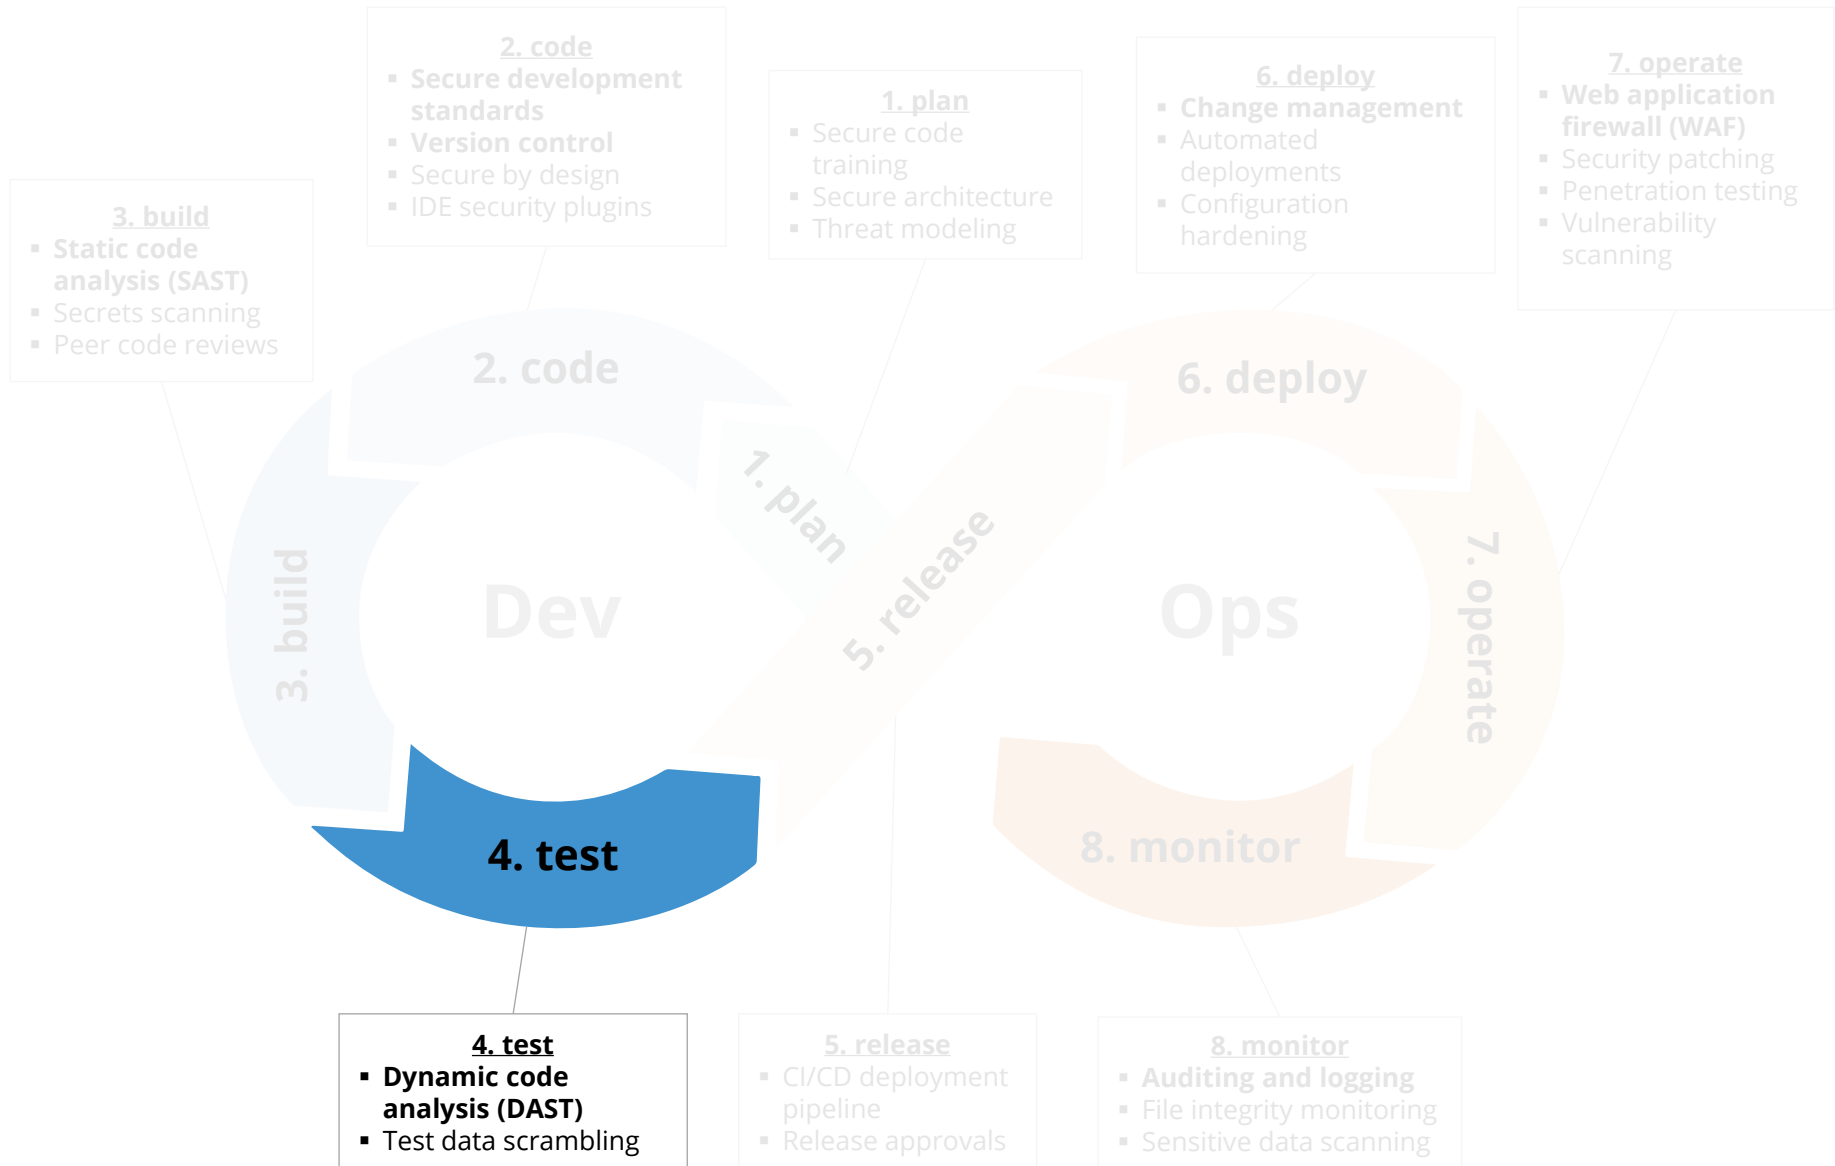 2. code
▪ Secure development
standards
▪ Version control
▪ Secure by design
▪ IDE security plugins
1. plan
▪ Secure code
training
▪ Secure architecture
▪ Threat modeling
6. deploy
▪ Change management
▪ Automated
deployments
▪ Configuration
hardening
7. operate
▪ Web application
firewall (WAF)
▪ Security patching
▪ Penetration testing
▪ Vulnerability
scanning
3. build
▪ Static code
analysis (SAST)
▪ Secrets scanning
▪ Peer code reviews
2. code
1. plan
3. build
Dev
4. test
5. release
6. deploy
Ops
7. operate
8. monitor
4. test
▪ Dynamic code
analysis (DAST)
▪ Test data scrambling
5. release
▪ CI/CD deployment
pipeline
▪ Release approvals
8. monitor
▪ Auditing and logging
▪ File integrity monitoring
▪ Sensitive data scanning